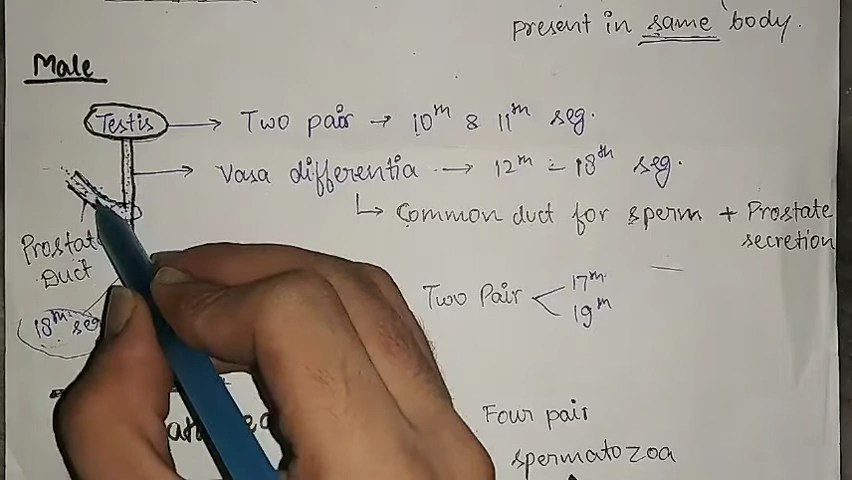 present in same body.
Male
Testis → Two pair → 10th & 11th seg.
Vasa differentia → 12th - 18th seg.
Common duct for sperm + Prostate secretion
Prostate Duct
18th seg
Two Pair 17th
19th
Four pair
spermatozoa